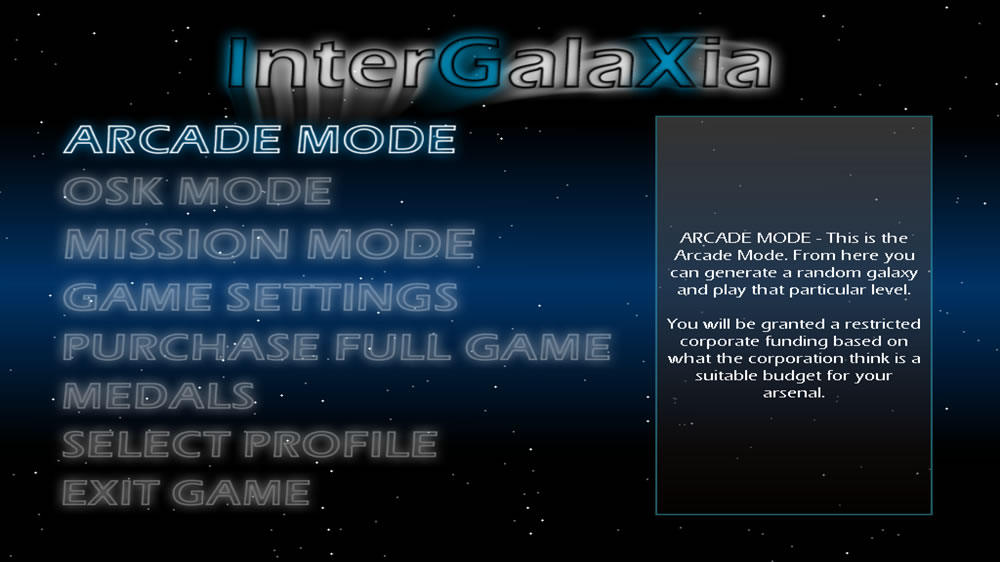 InterGalaXia
ARCADE MODE
OSK MODE
MISSION MODE
GAME SETTINGS
PURCHASE FULL GAME
MEDALS
SELECT PROFILE
EXIT GAME
ARCADE MODE - This is the
Arcade Mode. From here you
can generate a random galaxy
and play that particular level.
You will be granted a restricted
corporate funding based on
what the corporation think is a
suitable budget for your
arsenal.